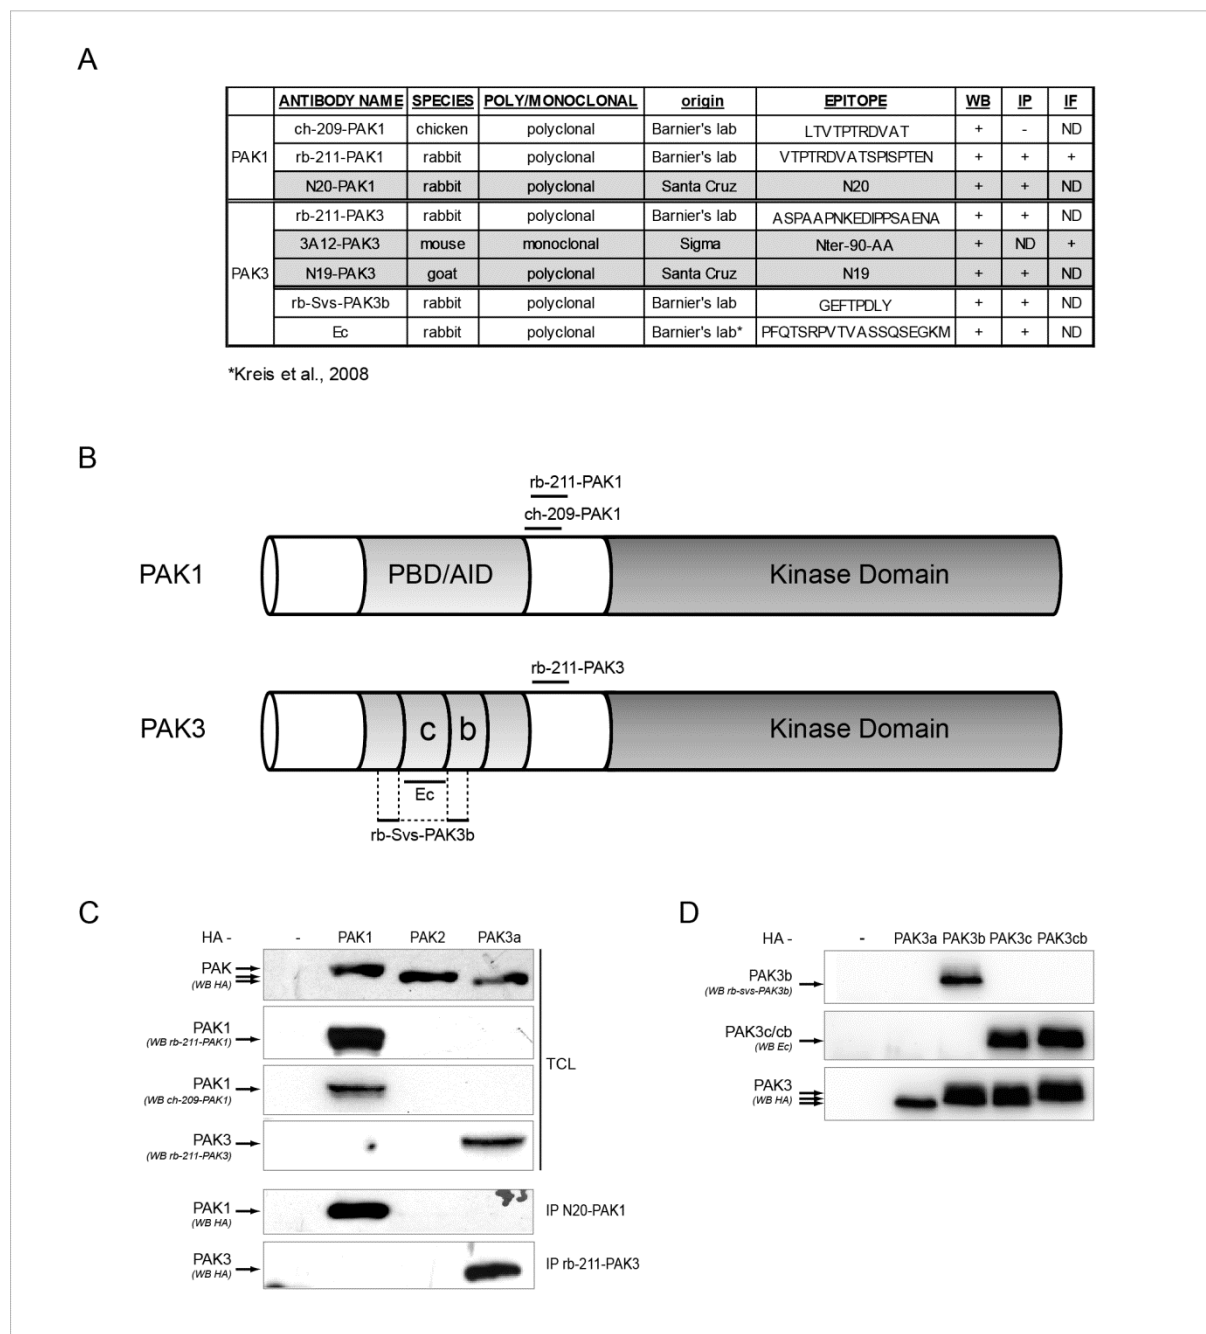 A
ANTIBODY NAME SPECIES POLY/MONOCLONAL origin EPITOPE WB IP IF
PAK1
ch-209-PAK1 chicken polyclonal Barnier's lab LTVTPTRDVAT + - ND
rb-211-PAK1 rabbit polyclonal Barnier's lab VTPTRDVATSPISPTEN + + +
N20-PAK1 rabbit polyclonal Santa Cruz N20 + + ND
PAK3
rb-211-PAK3 rabbit polyclonal Barnier's lab ASPAAPNKEDIPPSAENA + + ND
3A12-PAK3 mouse monoclonal Sigma Nter-90-AA + ND +
N19-PAK3 goat polyclonal Santa Cruz N19 + + ND
rb-Svs-PAK3b rabbit polyclonal Barnier's lab GEFTPDLY + + ND
Ec rabbit polyclonal Barnier's lab* PFQTSRPVTVASSQSEGKM + + ND
*Kreis et al., 2008
B
rb-211-PAK1
ch-209-PAK1
PAK1 PBD/AID Kinase Domain
rb-211-PAK3
PAK3 c b Kinase Domain
Ec
rb-Svs-PAK3b
C
HA - - PAK1 PAK2 PAK3a
PAK
(WB HA)
PAK1
(WB rb-211-PAK1)
TCL
PAK1
(WB ch-209-PAK1)
PAK3
(WB rb-211-PAK3)
PAK1
(WB HA)
IP N20-PAK1
PAK3
(WB HA)
IP rb-211-PAK3
D
HA - - PAK3a PAK3b PAK3c PAK3cb
PAK3b
(WB rb-svs-PAK3b)
PAK3c/cb
(WB Ec)
PAK3
(WB HA)